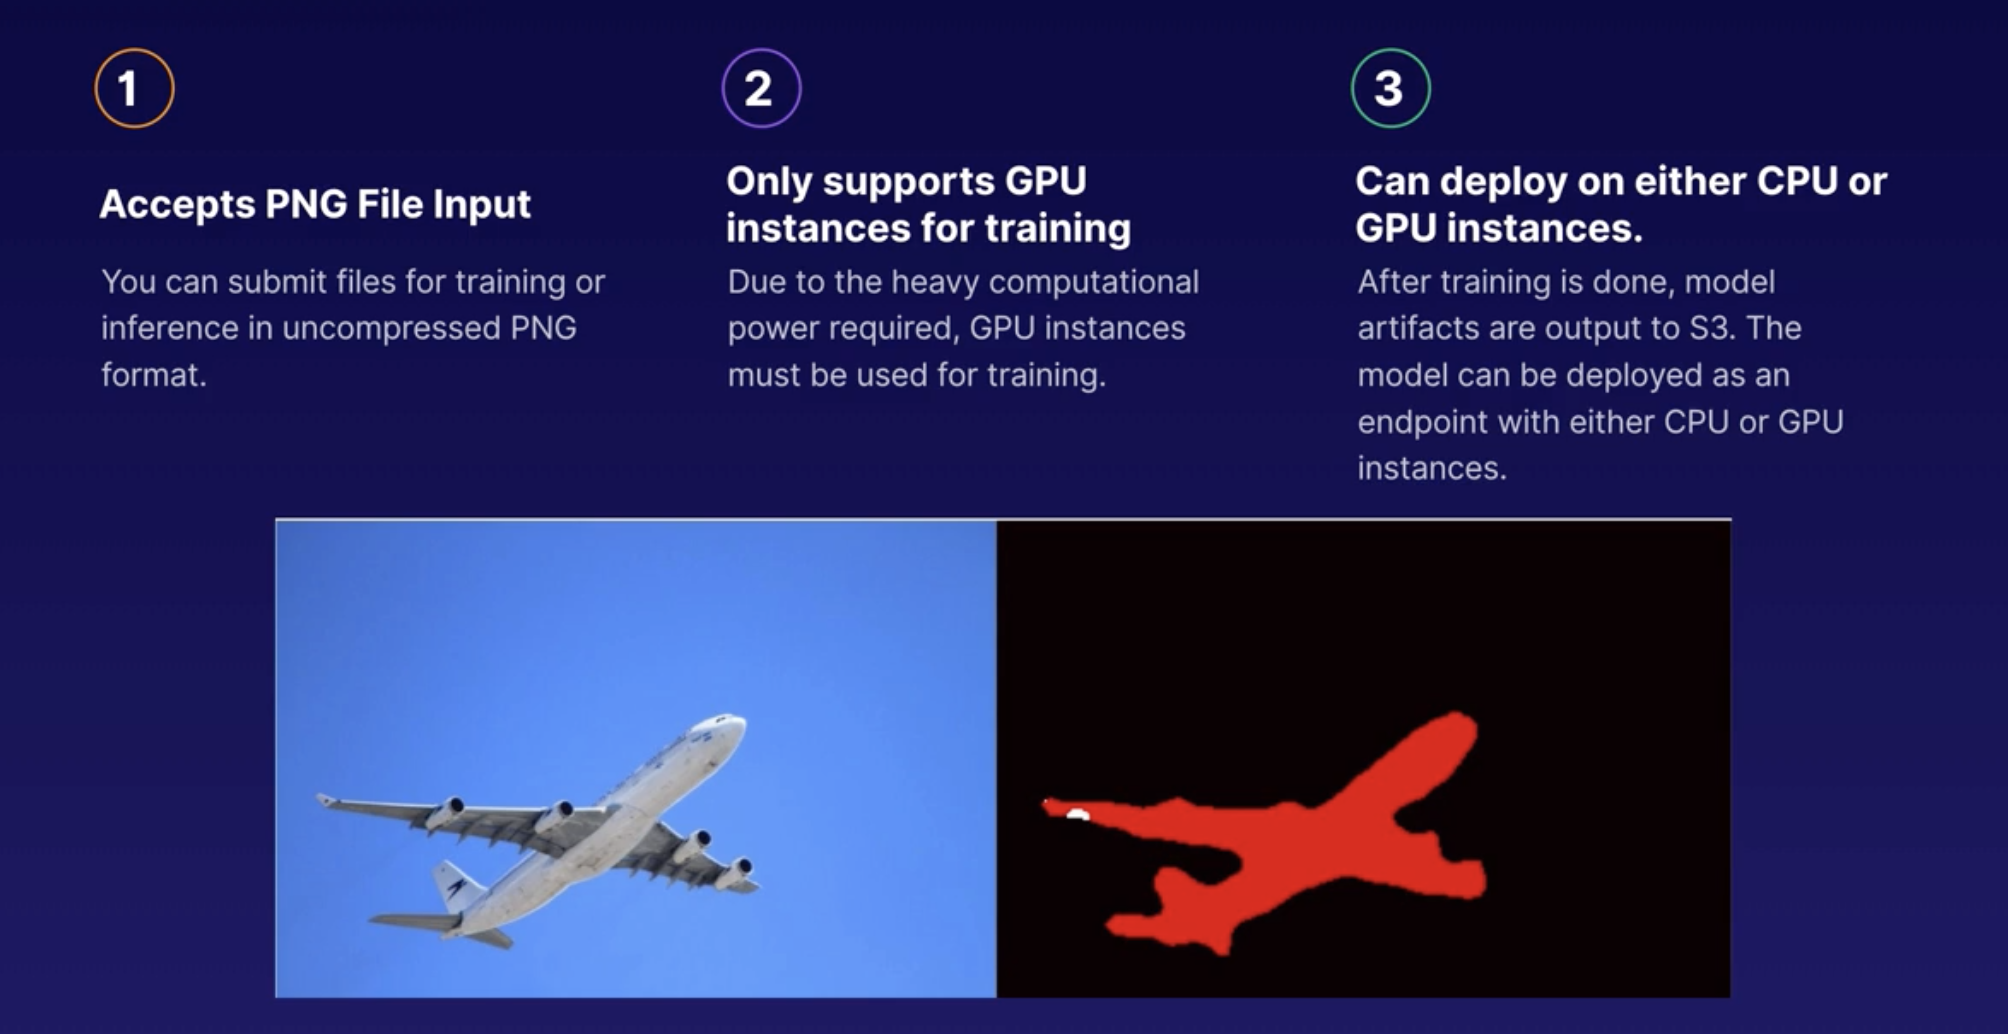 1
Accepts PNG File Input
You can submit files for training or
inference in uncompressed PNG
format.
2
Only supports GPU
instances for training
Due to the heavy computational
power required, GPU instances
must be used for training.
3
Can deploy on either CPU or
GPU instances.
After training is done, model
artifacts are output to S3. The
model can be deployed as an
endpoint with either CPU or GPU
instances.